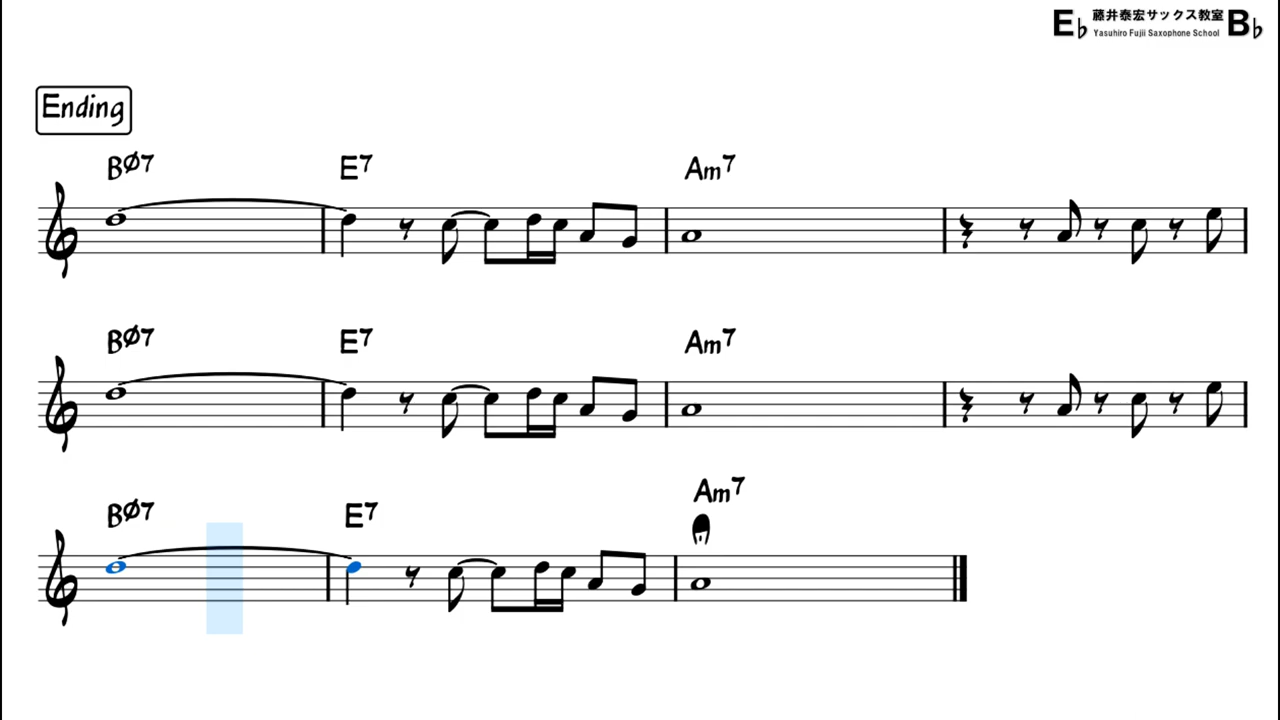 E♭ 藤井泰宏サックス教室 B♭
Yasuhiro Fujii Saxophone School
Ending
BØ7 E7 Am7
BØ7 E7 Am7
BØ7 E7 Am7